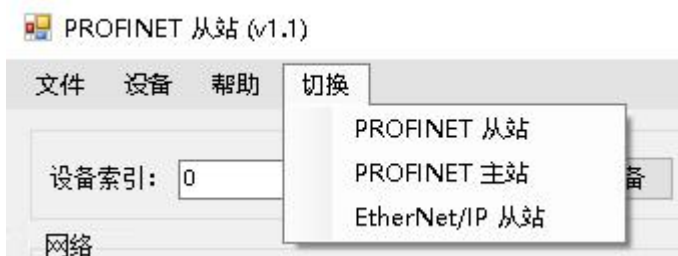 PROFINET 从站 (v1.1)
文件 设备 帮助 切换
PROFINET 从站
设备索引: 0 PROFINET 主站 备
EtherNet/IP 从站
网络